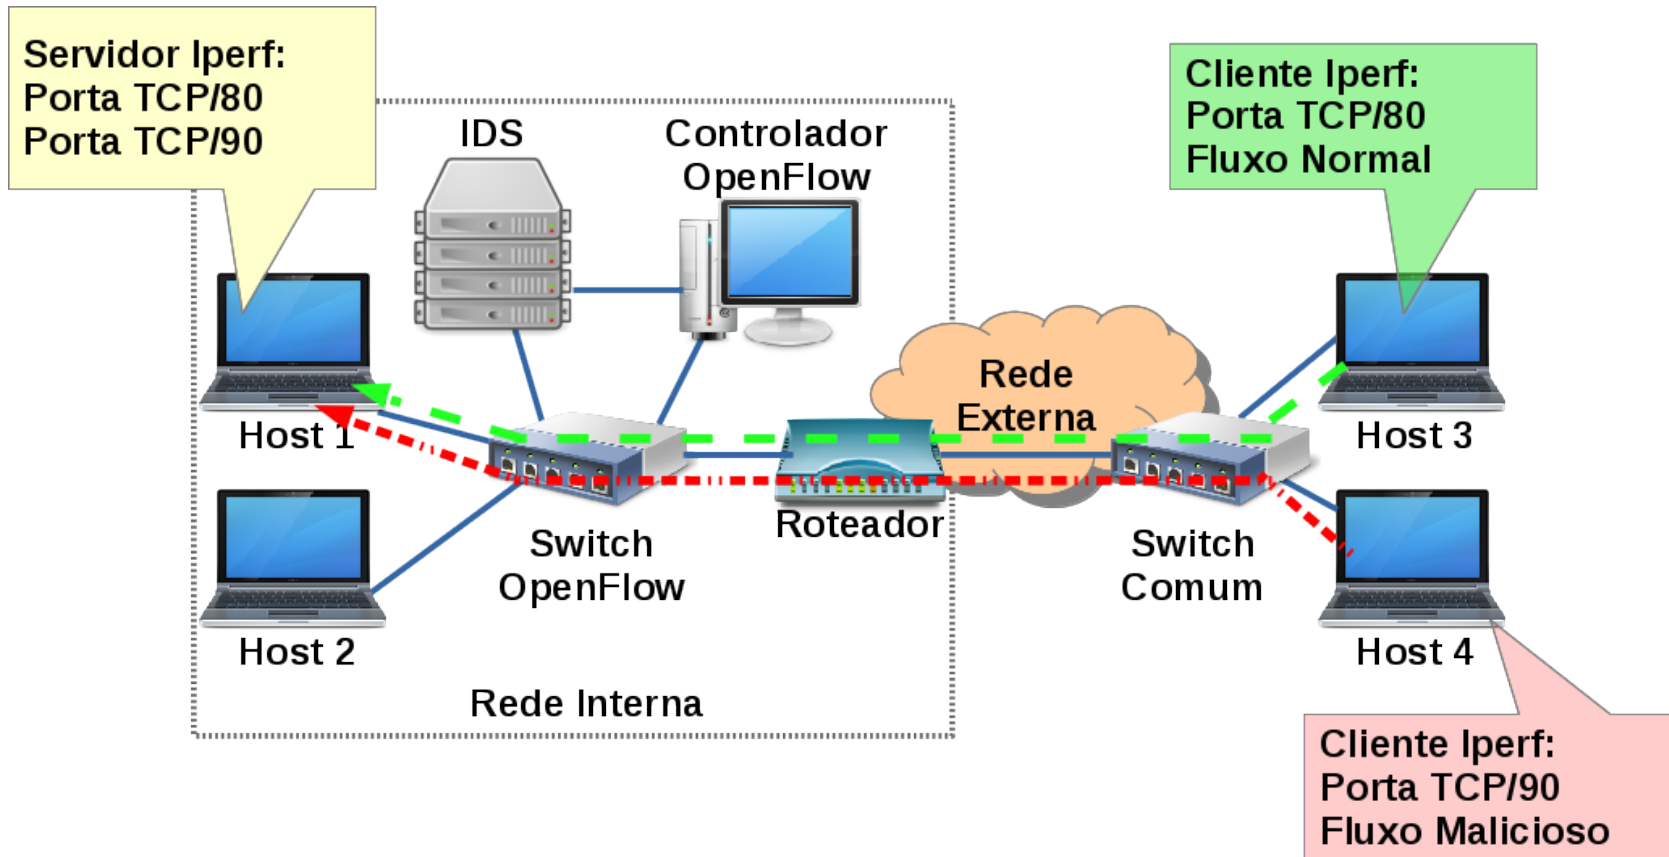 Servidor Iperf:
Porta TCP/80
Porta TCP/90
IDS
Controlador
OpenFlow
Cliente Iperf:
Porta TCP/80
Fluxo Normal
Rede
Externa
Host 1
Host 3
Switch
OpenFlow
Roteador
Switch
Comum
Host 2
Host 4
Rede Interna
Cliente Iperf:
Porta TCP/90
Fluxo Malicioso